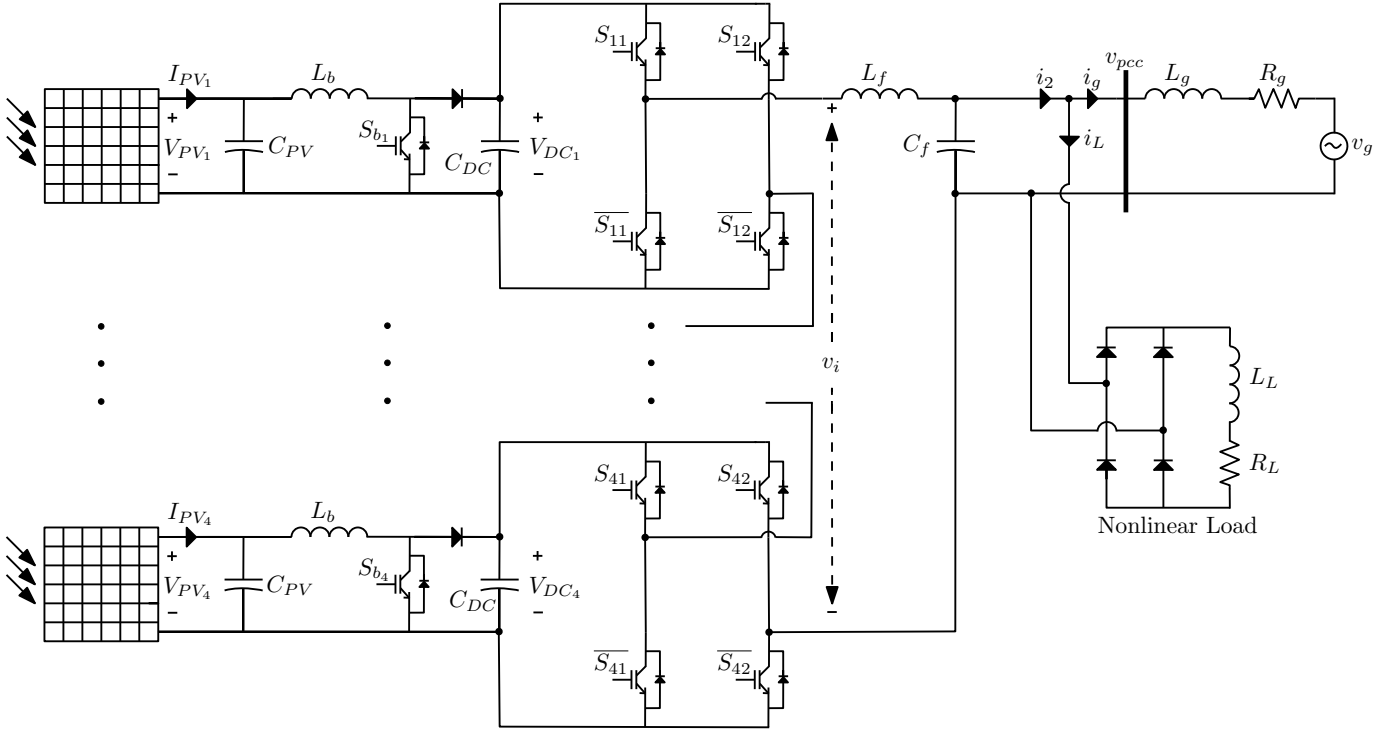 I_{PV_1} L_b S_{11} S_{12} L_f i_2 i_g v_{pcc} L_g R_g
+ V_{PV_1} − C_{PV} S_{b_1} C_{DC} + V_{DC_1} − + C_f i_L v_g
\overline{S_{11}} \overline{S_{12}}
v_i
L_L
R_L
Nonlinear Load
I_{PV_4} L_b S_{41} S_{42}
+ V_{PV_4} − C_{PV} S_{b_4} C_{DC} + V_{DC_4} − −
\overline{S_{41}} \overline{S_{42}}